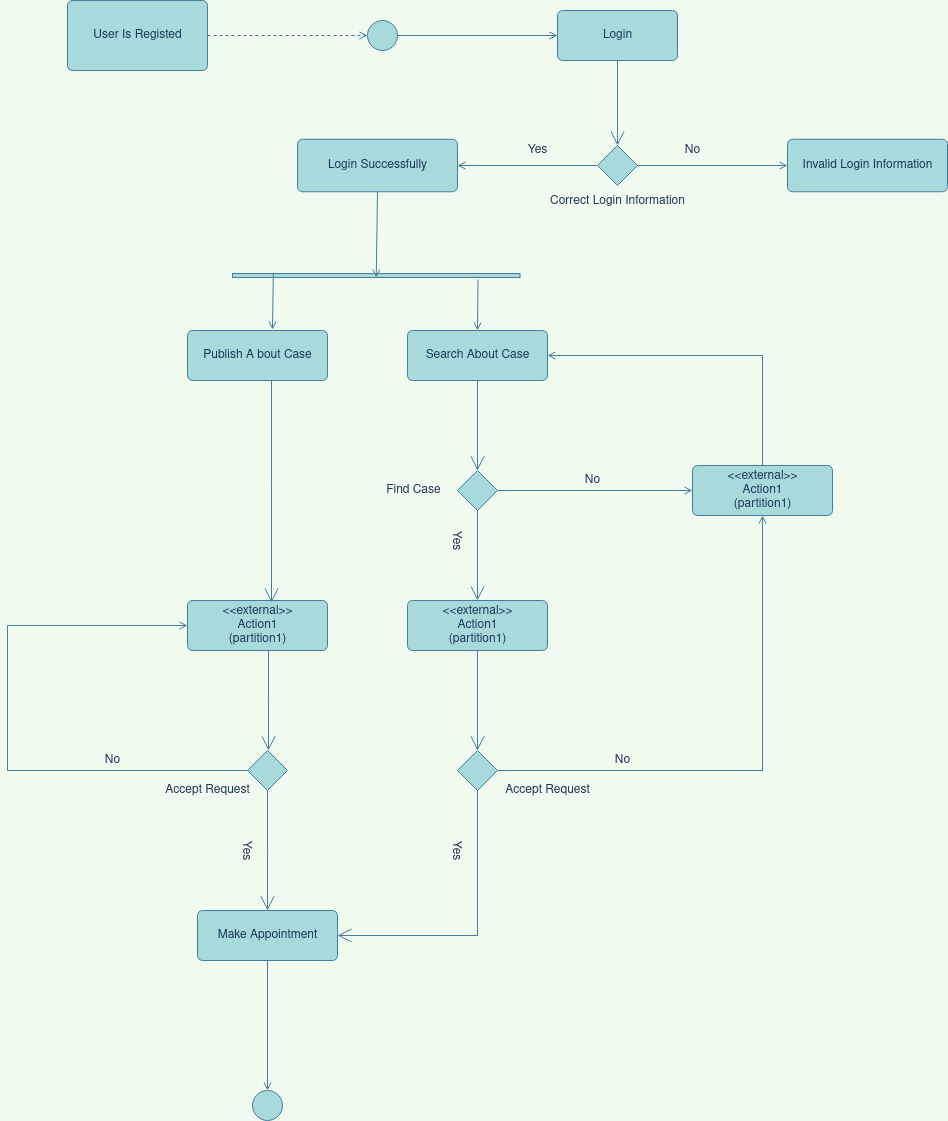 User Is Registed
Login
Yes
No
Login Successfully
Invalid Login Information
Correct Login Information
Publish A bout Case
Search About Case
Find Case
No
<<external>>
Action1
(partition1)
Yes
<<external>>
Action1
(partition1)
<<external>>
Action1
(partition1)
No
No
Accept Request
Accept Request
Yes
Yes
Make Appointment